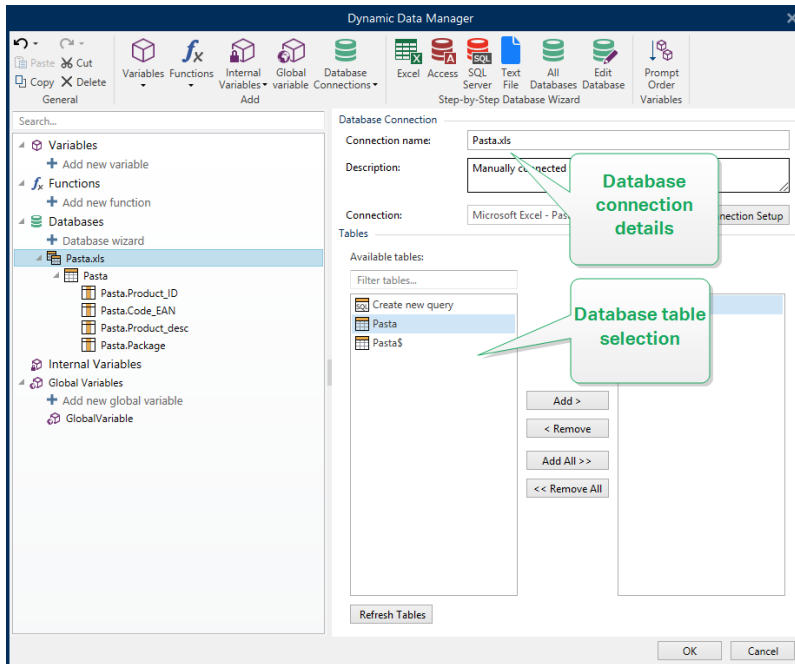 Dynamic Data Manager
Paste Cut
Copy Delete
General
Variables Functions Internal Variables Global variable Database Connections
Add
Excel Access SQL Server Text File All Databases Edit Database
Step-by-Step Database Wizard
Prompt Order
Variables
Search...
Variables
Add new variable
Functions
Add new function
Databases
Database wizard
Pasta.xls
Pasta
Pasta.Product_ID
Pasta.Code_EAN
Pasta.Product_desc
Pasta.Package
Internal Variables
Global Variables
Add new global variable
GlobalVariable
Database Connection
Connection name: Pasta.xls
Description: Manually connected
Connection: Microsoft Excel - Pas
Database
connection
details
Tables
Available tables:
Filter tables...
SQL Create new query
Pasta
Pasta$
Database table
selection
Add >
< Remove
Add All >>
<< Remove All
Refresh Tables
OK Cancel